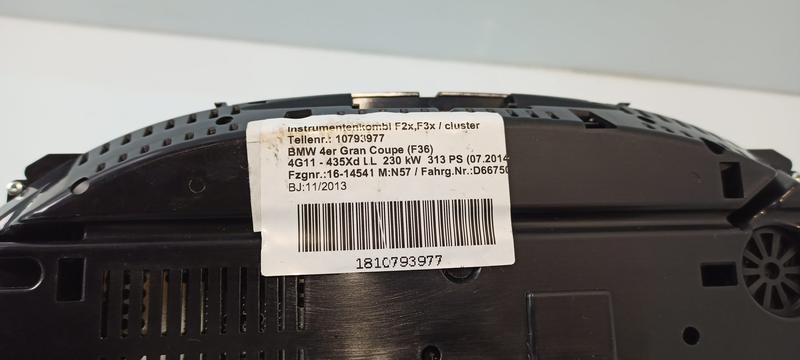 Instrumentenkombi F2x,F3x / cluster
Teilenr.: 10793977
BMW 4er Gran Coupe (F36)
4G11 - 435Xd LL 230 kW 313 PS (07.2014
Fzgnr.:16-14541 M:N57 / Fahrg.Nr.:D6675
BJ:11/2013
1810793977